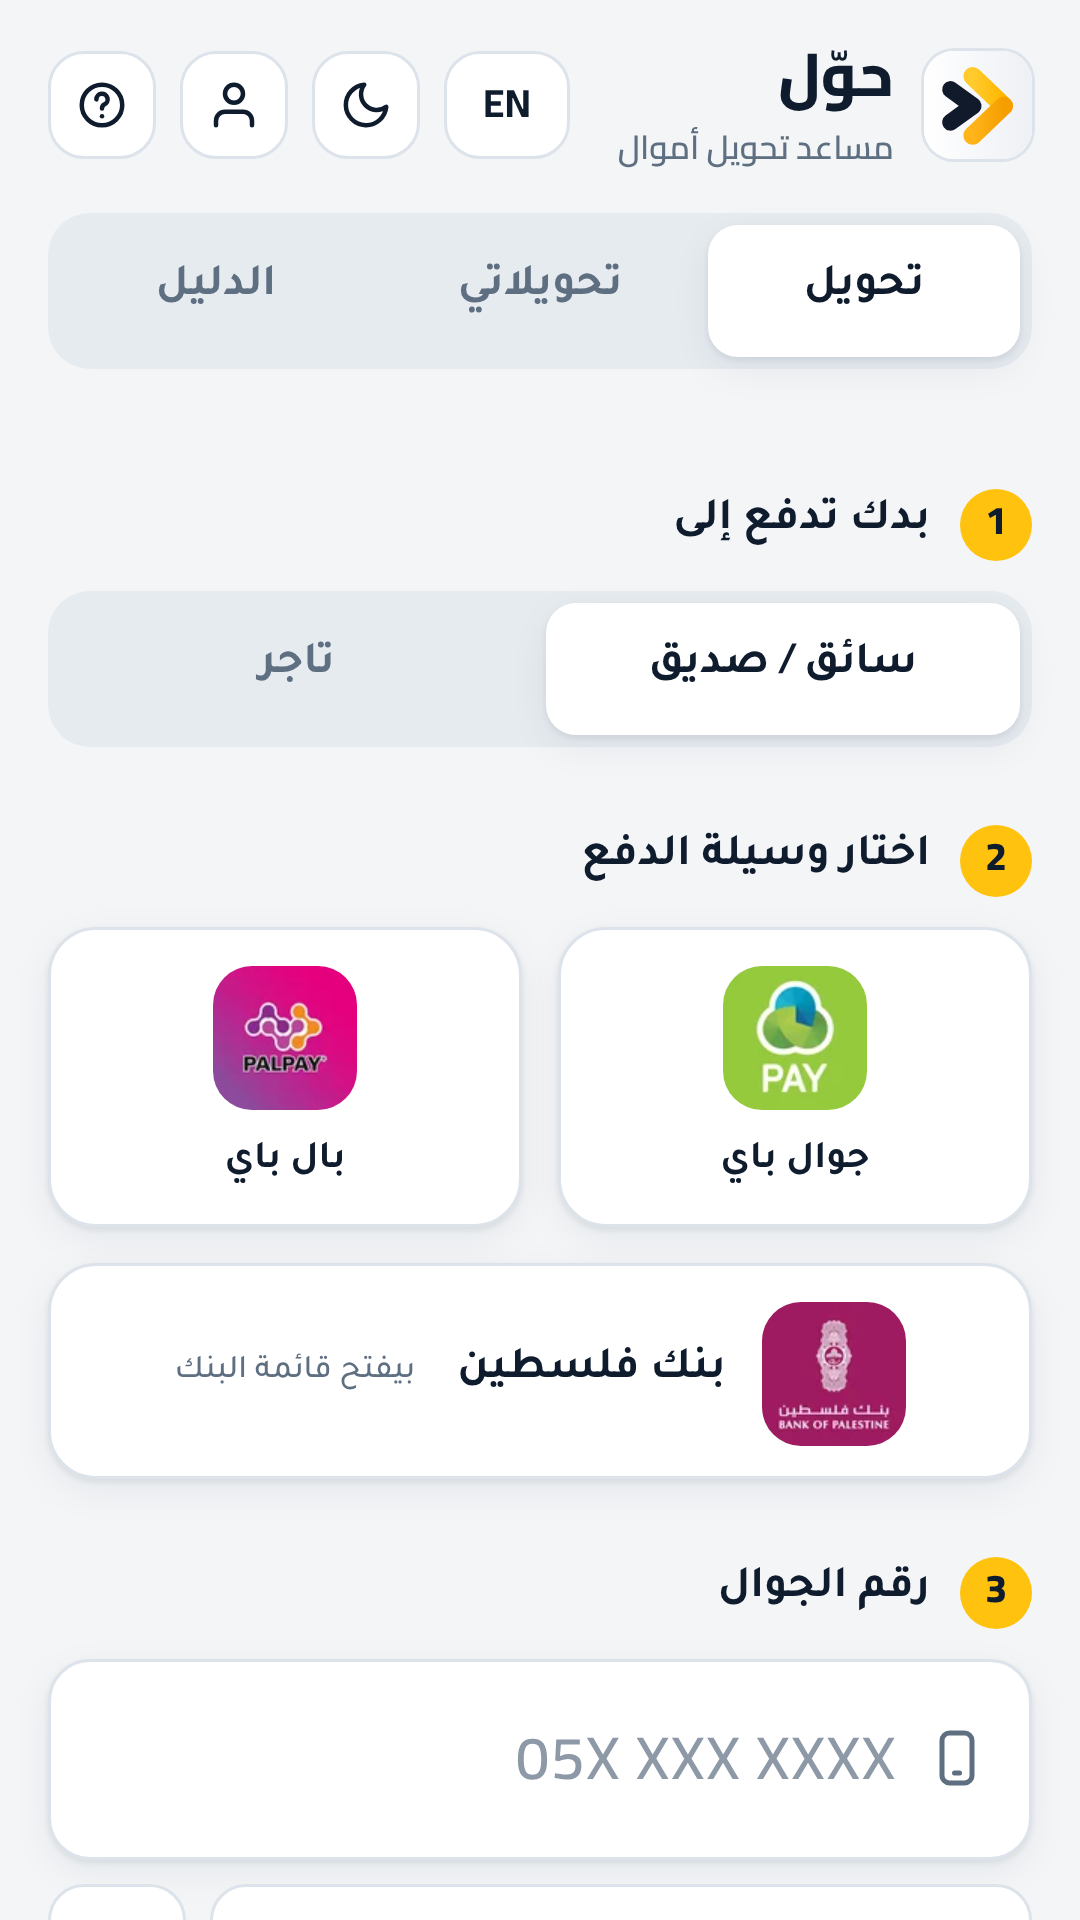 حوّل
مساعد تحويل أموال
EN
تحويل
تحويلاتي
الدليل
1 بدك تدفع إلى
سائق / صديق
تاجر
2 اختار وسيلة الدفع
PAY
جوال باي
PALPAY
بال باي
بنك فلسطين
BANK OF PALESTINE
بنك فلسطين
بيفتح قائمة البنك
3 رقم الجوال
05X XXX XXXX